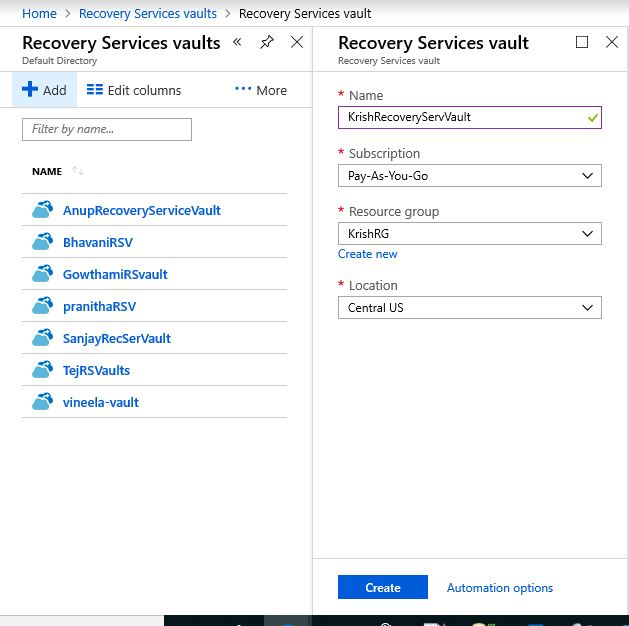 Home > Recovery Services vaults > Recovery Services vault
Recovery Services vaults «
Default Directory
+ Add Edit columns ··· More
Filter by name...
NAME ↑↓
AnupRecoveryServiceVault
BhavaniRSV
GowthamiRSvault
pranithaRSV
SanjayRecSerVault
TejRSVaults
vineela-vault
Recovery Services vault
Recovery Services vault
* Name
KrishRecoveryServVault
* Subscription
Pay-As-You-Go
* Resource group
KrishRG
Create new
* Location
Central US
Create Automation options